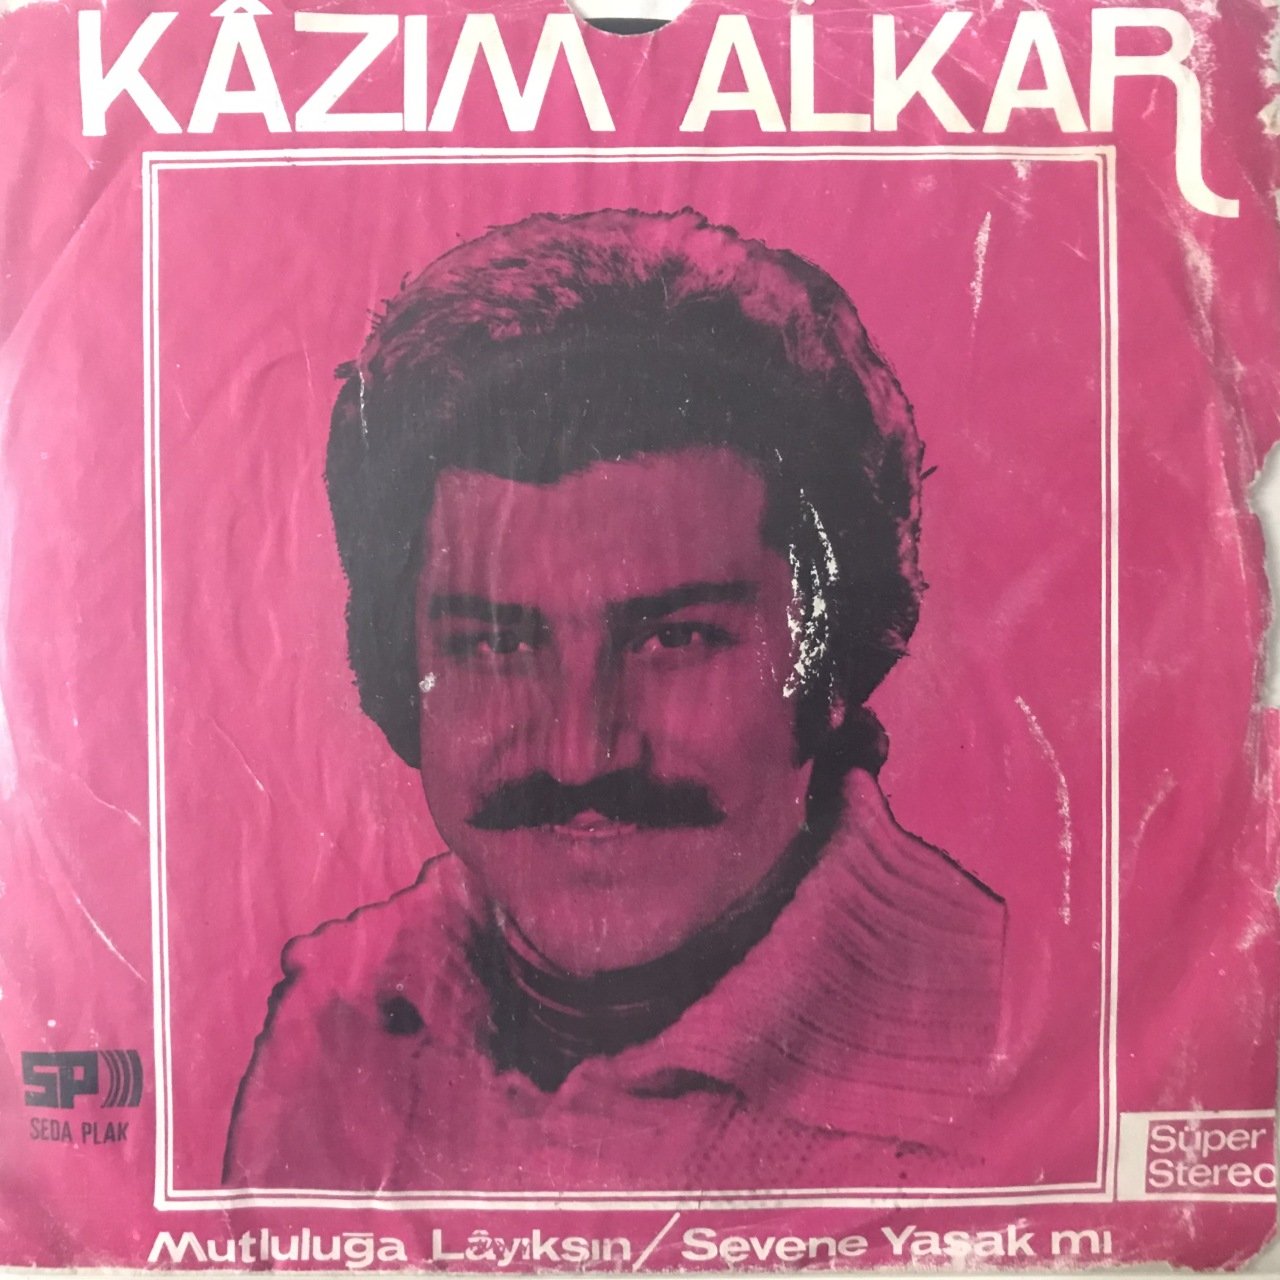 KÂZIM ALKAR
SP
SEDA PLAK
Süper
Stereo
Mutluluğa Lâyıksın / Sevene Yasak mı